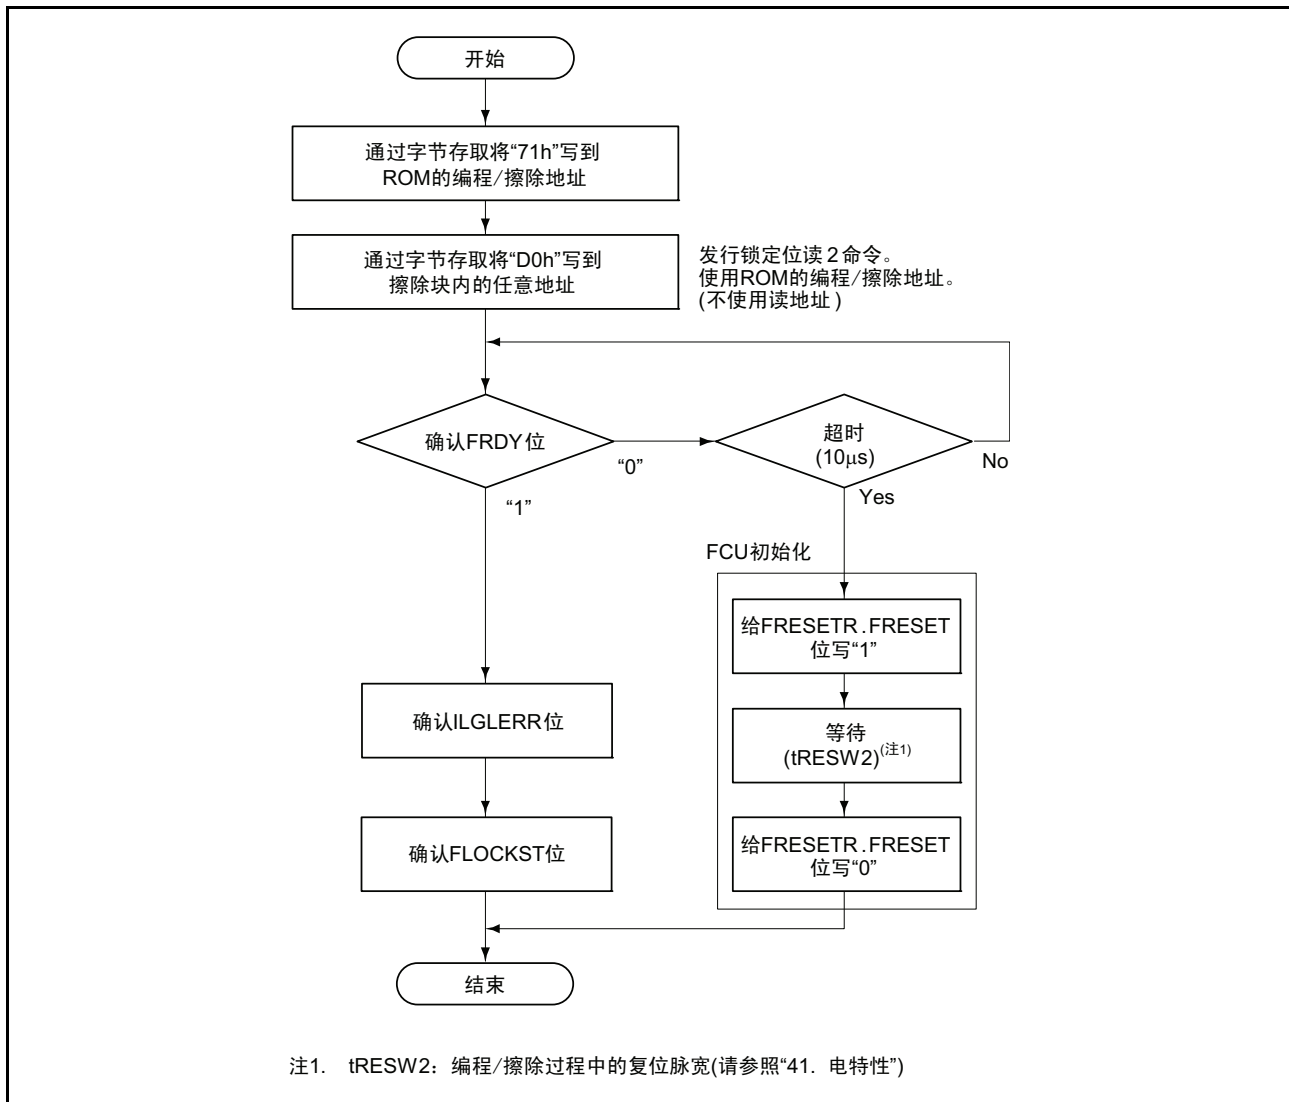 开始
通过字节存取将“71h”写到
ROM的编程/擦除地址
通过字节存取将“D0h”写到
擦除块内的任意地址
发行锁定位读2命令。
使用ROM的编程/擦除地址。
(不使用读地址)
确认FRDY位
“0”
“1”
超时
(10μs)
No
Yes
FCU初始化
给FRESETR.FRESET
位写“1”
等待
(tRESW2)(注1)
给FRESETR.FRESET
位写“0”
确认ILGLERR位
确认FLOCKST位
结束
注1. tRESW2：编程/擦除过程中的复位脉宽(请参照“41. 电特性”)